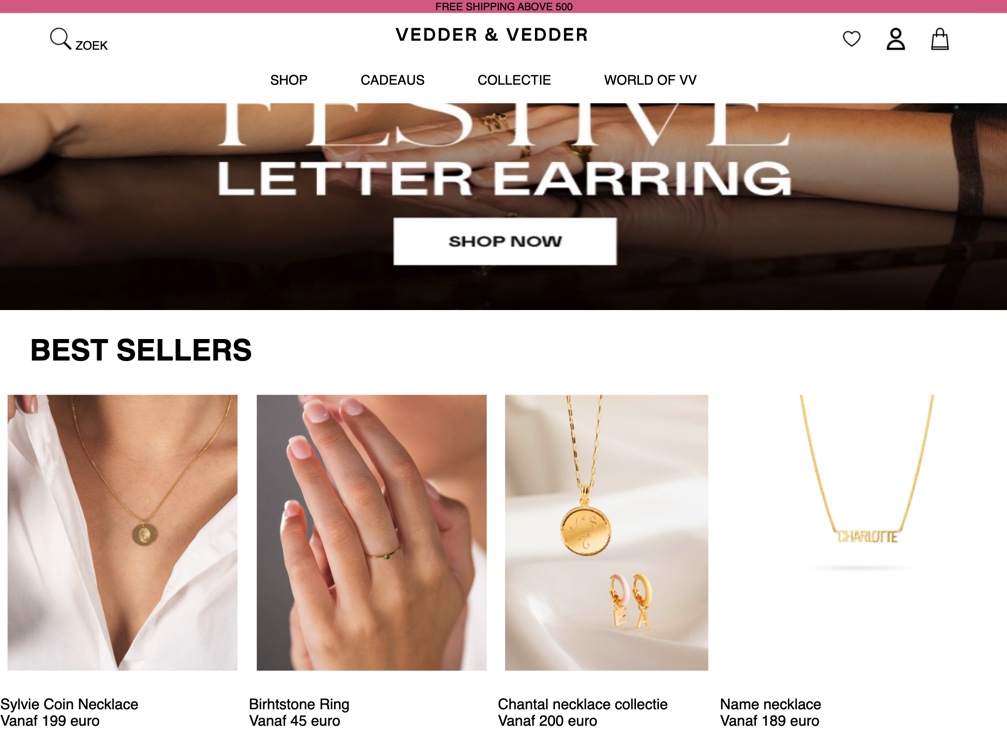 FREE SHIPPING ABOVE 500
ZOEK
VEDDER & VEDDER
SHOP CADEAUS COLLECTIE WORLD OF VV
FESTIVE
LETTER EARRING
SHOP NOW
BEST SELLERS
CHARLOTTE
E A
Sylvie Coin Necklace
Vanaf 199 euro
Birhtstone Ring
Vanaf 45 euro
Chantal necklace collectie
Vanaf 200 euro
Name necklace
Vanaf 189 euro